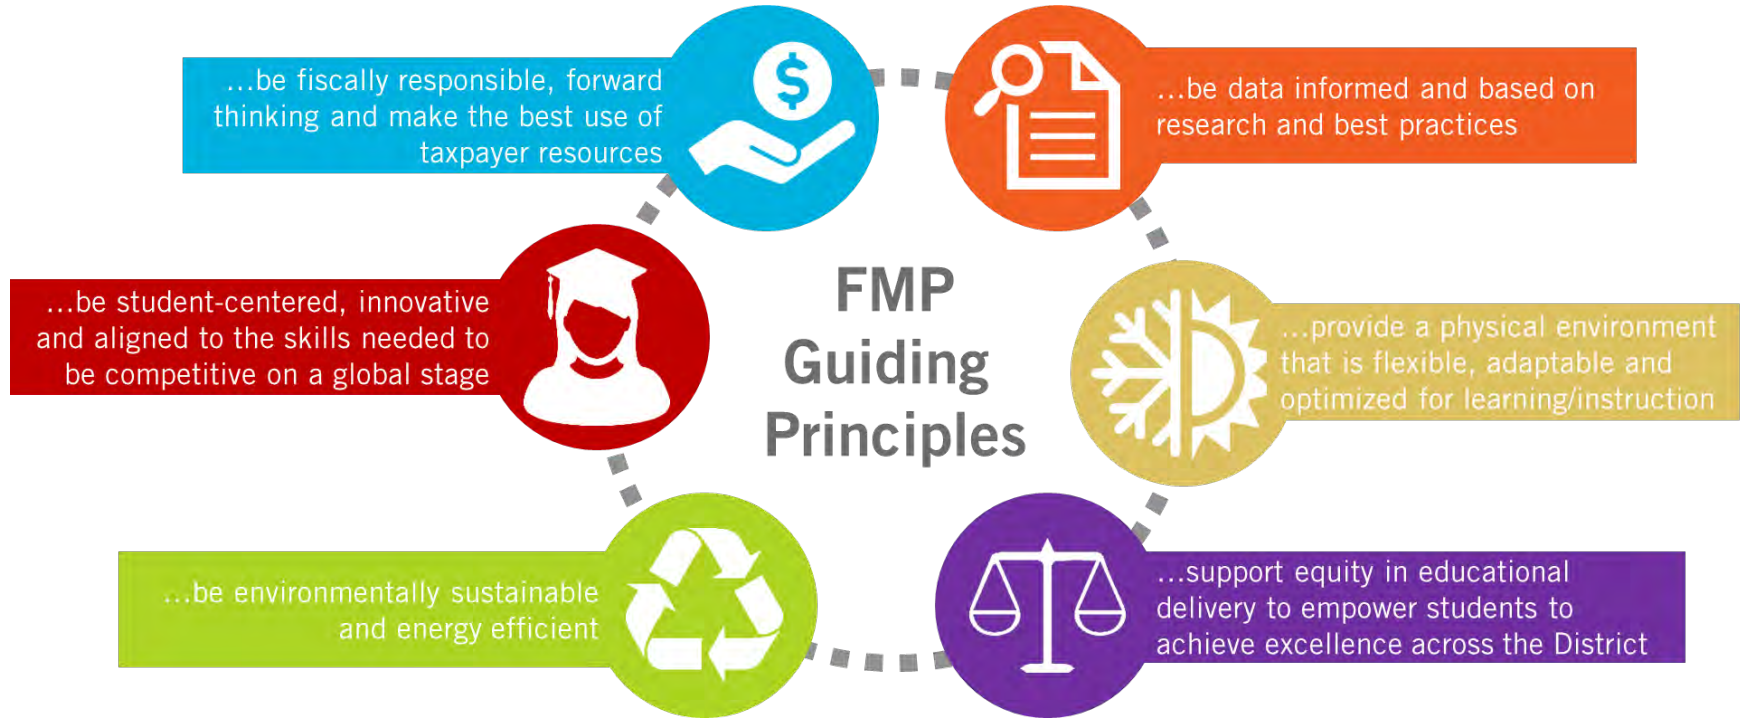 ...be fiscally responsible, forward
thinking and make the best use of
taxpayer resources
$
...be data informed and based on
research and best practices
...be student-centered, innovative
and aligned to the skills needed to
be competitive on a global stage
FMP
Guiding
Principles
...provide a physical environment
that is flexible, adaptable and
optimized for learning/instruction
...be environmentally sustainable
and energy efficient
...support equity in educational
delivery to empower students to
achieve excellence across the District